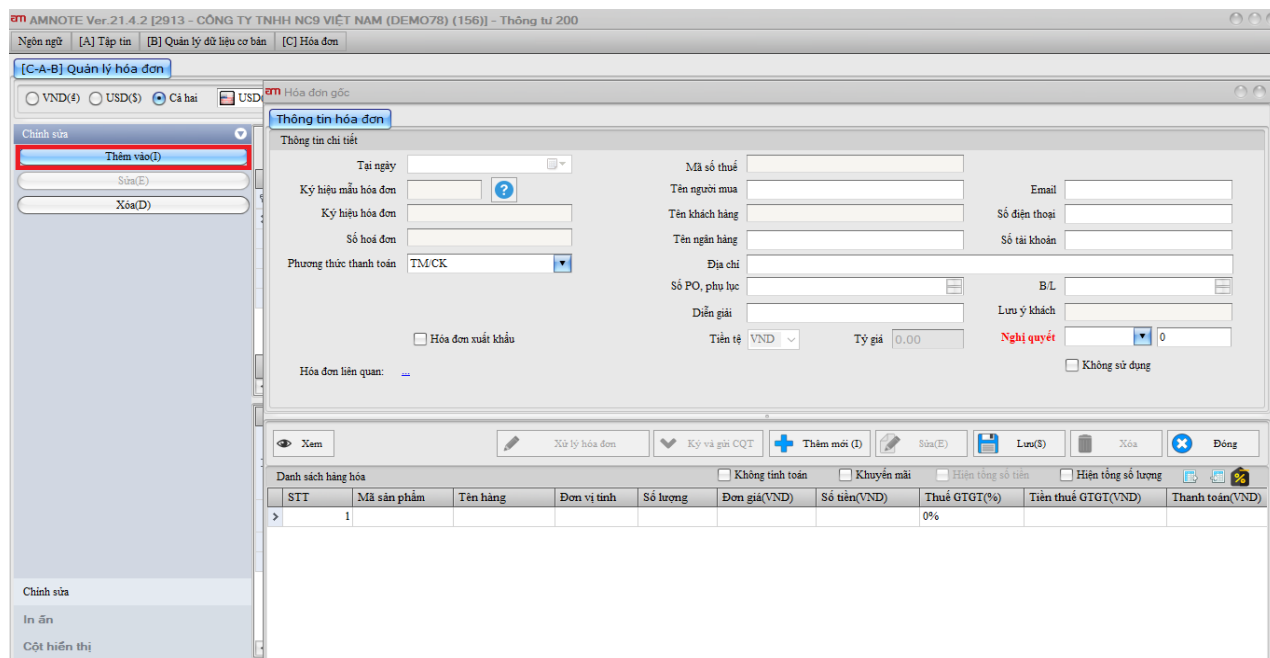 am AMNOTE Ver.21.4.2 [2913 - CÔNG TY TNHH NC9 VIỆT NAM (DEMO78) (156)] - Thông tư 200
Ngôn ngữ [A] Tập tin [B] Quản lý dữ liệu cơ bản [C] Hóa đơn
[C-A-B] Quản lý hóa đơn
VND(₫) USD($) Cả hai USD
am Hóa đơn gốc
Thông tin hóa đơn
Chỉnh sửa
Thông tin chi tiết
Thêm vào(I)
Sửa(E)
Xóa(D)
Tại ngày Mã số thuế
Ký hiệu mẫu hóa đơn ? Tên người mua Email
Ký hiệu hóa đơn Tên khách hàng Số điện thoại
Số hoá đơn Tên ngân hàng Số tài khoản
Phương thức thanh toán TM/CK Địa chỉ
Số PO, phụ lục B/L
Diễn giải Lưu ý khách
Hóa đơn xuất khẩu Tiền tệ VND Tỷ giá 0.00 Nghị quyết 0
Hóa đơn liên quan: ... Không sử dụng
Xem Xử lý hóa đơn Ký và gửi CQT Thêm mới (I) Sửa(E) Lưu(S) Xóa Đóng
Danh sách hàng hóa Không tính toán Khuyến mãi Hiện tổng số tiền Hiện tổng số lượng %
STT Mã sản phẩm Tên hàng Đơn vị tính Số lượng Đơn giá(VND) Số tiền(VND) Thuế GTGT(%) Tiền thuế GTGT(VND) Thanh toán(VND)
1 0%
Chỉnh sửa
In ấn
Cột hiển thị